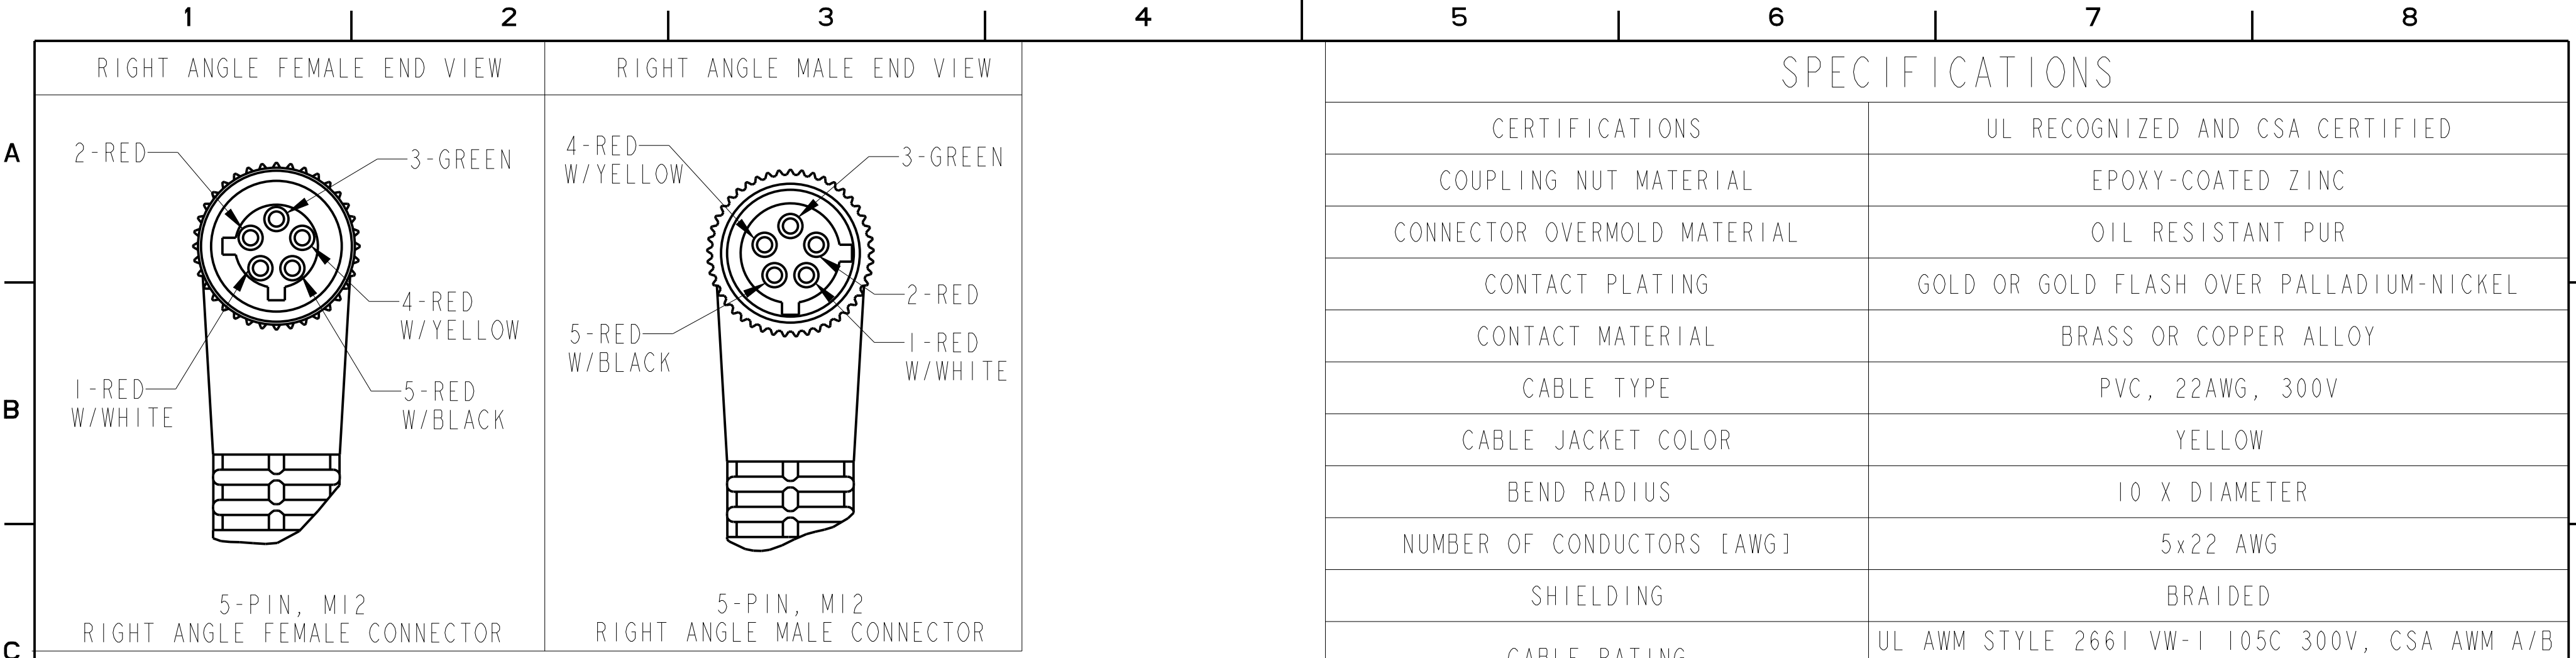 1 2 3 4 5 6 7 8
A
B
C
RIGHT ANGLE FEMALE END VIEW
2-RED
3-GREEN
4-RED
W/YELLOW
1-RED
W/WHITE
5-RED
W/BLACK
5-PIN, M12
RIGHT ANGLE FEMALE CONNECTOR
RIGHT ANGLE MALE END VIEW
4-RED
W/YELLOW
3-GREEN
2-RED
5-RED
W/BLACK
1-RED
W/WHITE
5-PIN, M12
RIGHT ANGLE MALE CONNECTOR
SPECIFICATIONS
CERTIFICATIONS UL RECOGNIZED AND CSA CERTIFIED
COUPLING NUT MATERIAL EPOXY-COATED ZINC
CONNECTOR OVERMOLD MATERIAL OIL RESISTANT PUR
CONTACT PLATING GOLD OR GOLD FLASH OVER PALLADIUM-NICKEL
CONTACT MATERIAL BRASS OR COPPER ALLOY
CABLE TYPE PVC, 22AWG, 300V
CABLE JACKET COLOR YELLOW
BEND RADIUS 10 X DIAMETER
NUMBER OF CONDUCTORS [AWG] 5x22 AWG
SHIELDING BRAIDED
CABLE RATING UL AWM STYLE 2661 VW-1 105C 300V, CSA AWM A/B